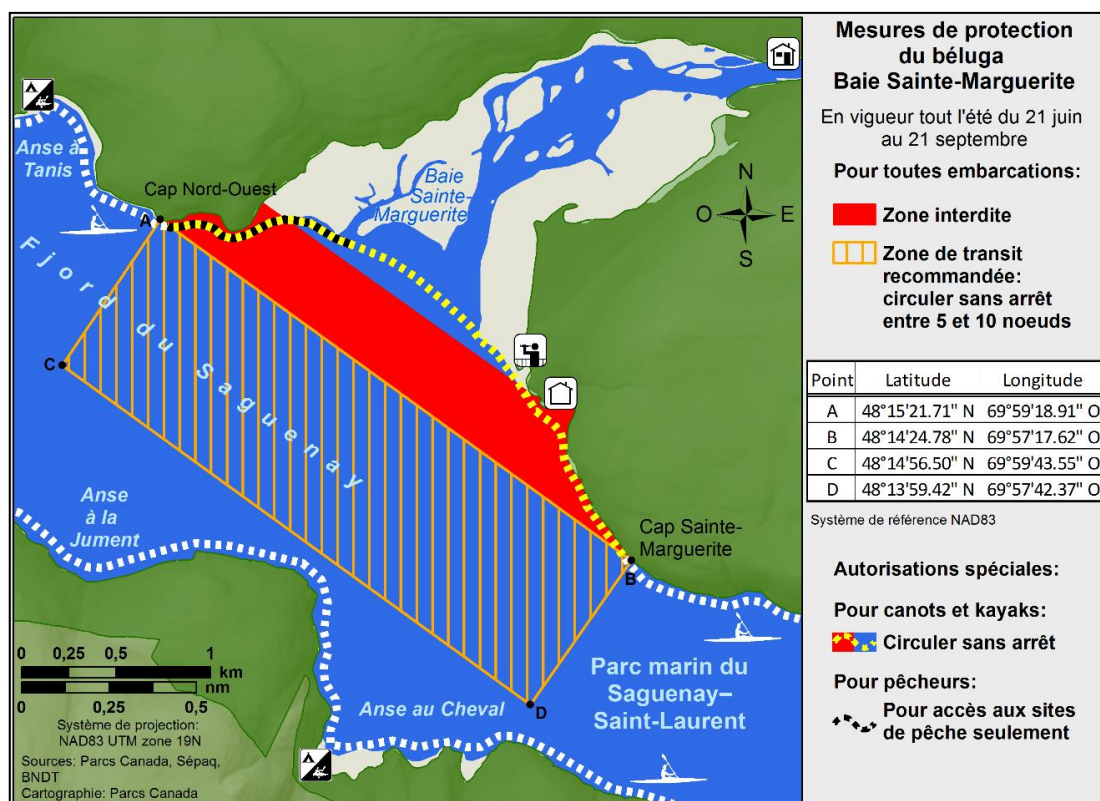 Mesures de protection
du béluga
Baie Sainte-Marguerite
En vigueur tout l'été du 21 juin
au 21 septembre
Pour toutes embarcations:
Zone interdite
Zone de transit
recommandée:
circuler sans arrêt
entre 5 et 10 noeuds
Point Latitude Longitude
A 48°15'21.71" N 69°59'18.91" O
B 48°14'24.78" N 69°57'17.62" O
C 48°14'56.50" N 69°59'43.55" O
D 48°13'59.42" N 69°57'42.37" O
Système de référence NAD83
Autorisations spéciales:
Pour canots et kayaks:
Circuler sans arrêt
Pour pêcheurs:
Pour accès aux sites
de pêche seulement
Anse à
Tanis
Cap Nord-Ouest
A
Baie
Sainte-
Marguerite
N
O E
S
Fjord du Saguenay
C
Anse
à la
Jument
Cap Sainte-
Marguerite
B
Parc marin du
Saguenay–
Saint-Laurent
D
Anse au Cheval
0 0,25 0,5 1
km
nm
0 0,25 0,5
Système de projection:
NAD83 UTM zone 19N
Sources: Parcs Canada, Sépaq,
BNDT
Cartographie: Parcs Canada